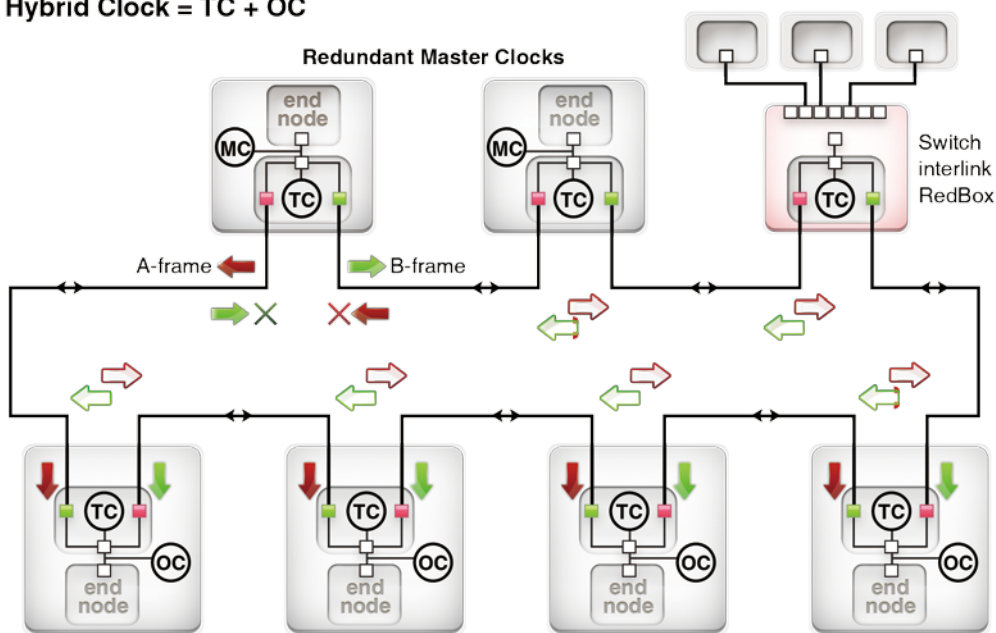 Hybrid Clock = TC + OC
Redundant Master Clocks
end
node
MC
TC
end
node
MC
TC
TC
Switch
interlink
RedBox
A-frame
B-frame
TC
OC
end
node
TC
OC
end
node
TC
OC
end
node
TC
OC
end
node